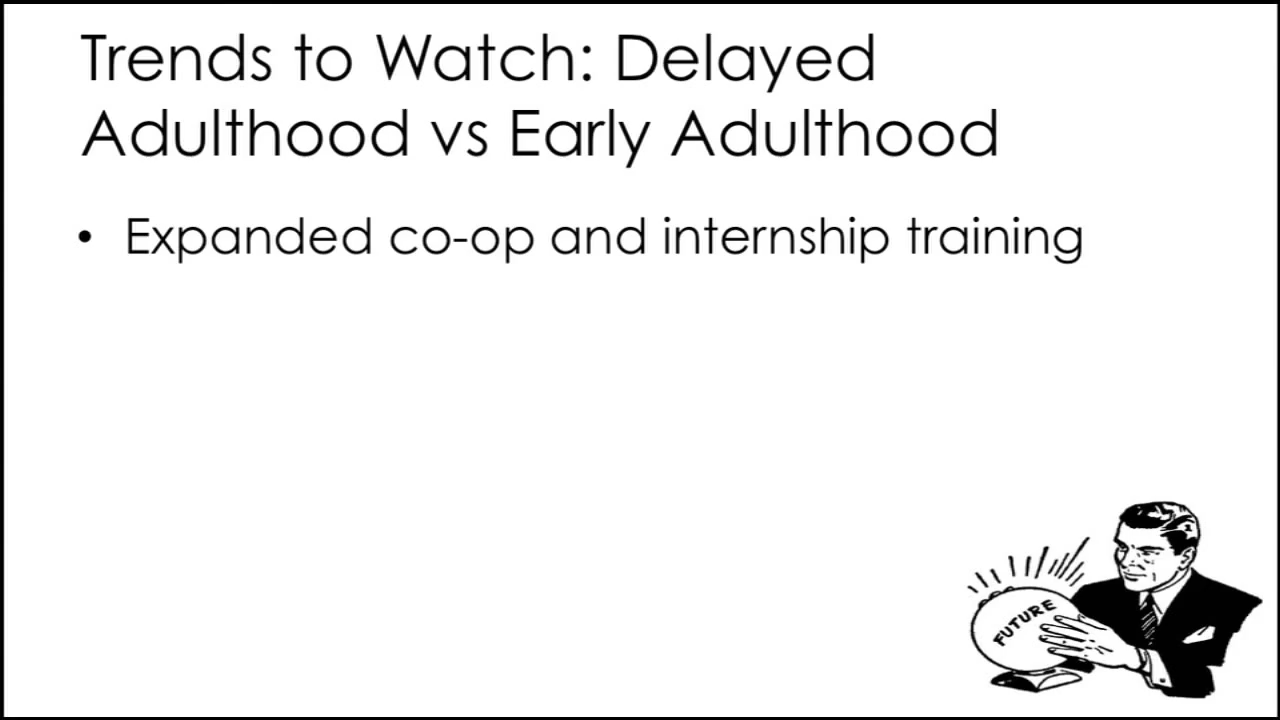 Trends to Watch: Delayed
Adulthood vs Early Adulthood
• Expanded co-op and internship training
FUTURE